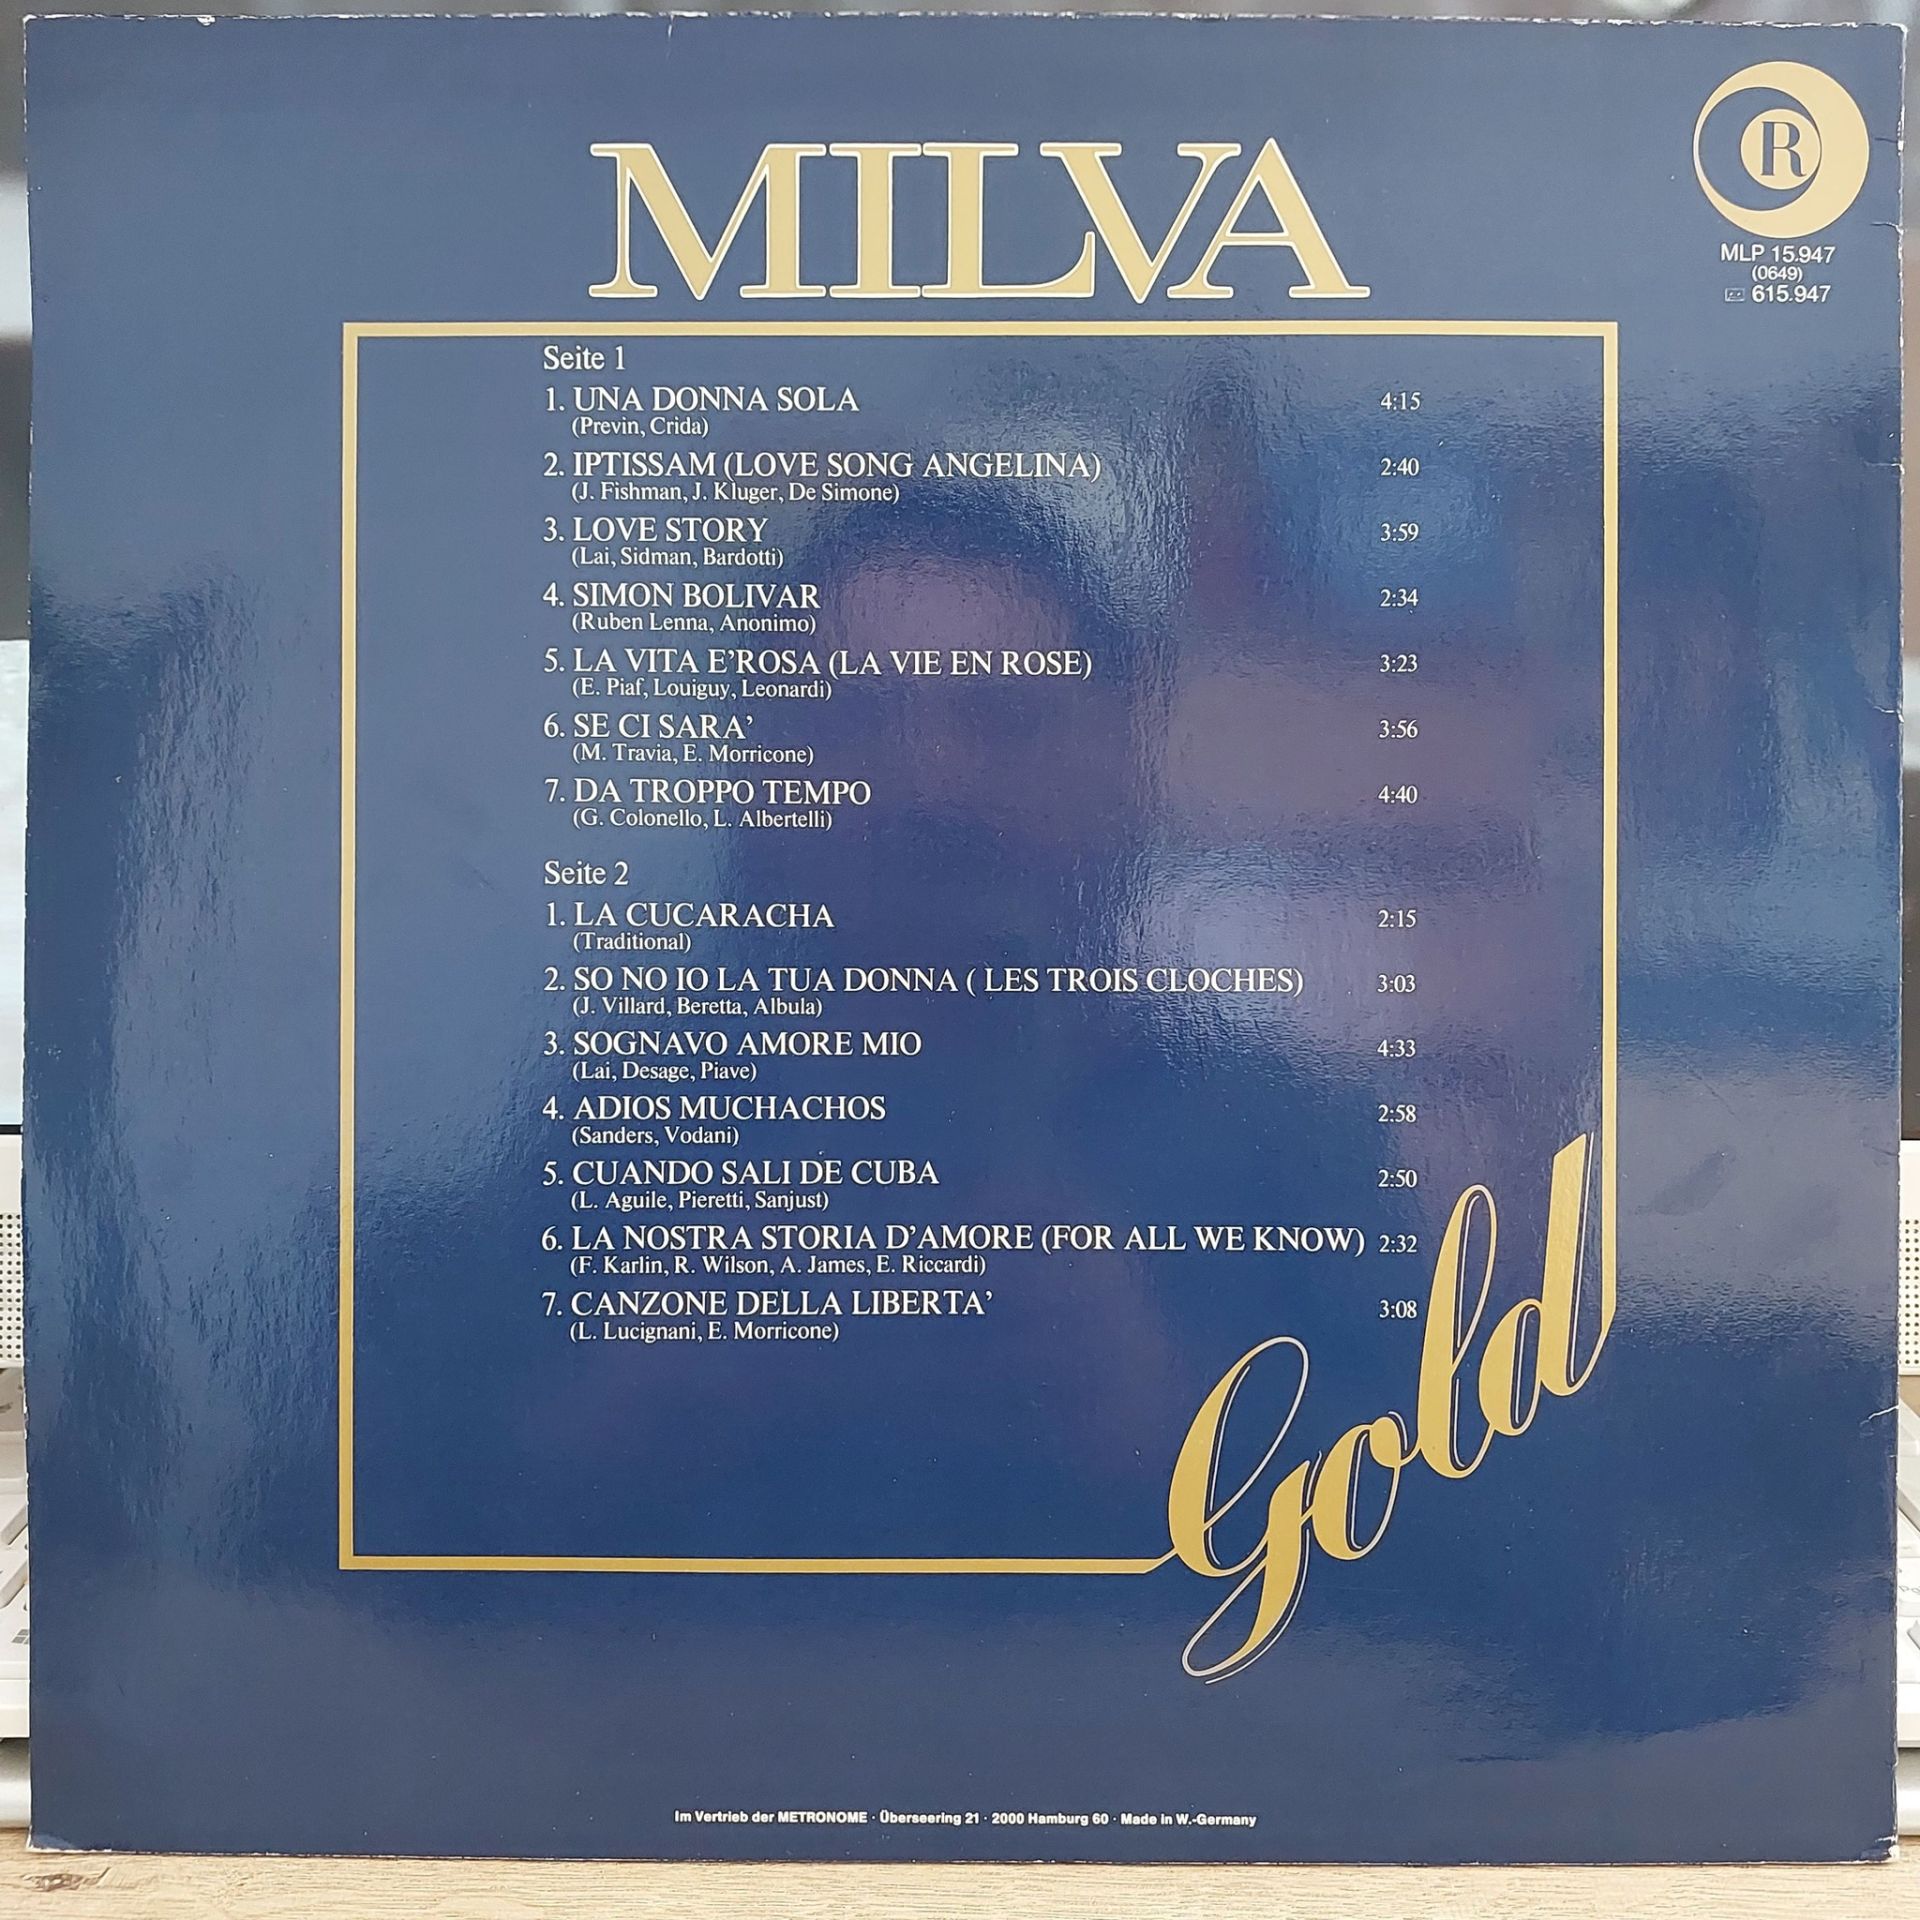 MILVA
R
MLP 15.947
(0649)
615.947
Seite 1
1. UNA DONNA SOLA 4:15
(Previn, Crida)
2. IPTISSAM (LOVE SONG ANGELINA) 2:40
(J. Fishman, J. Kluger, De Simone)
3. LOVE STORY 3:59
(Lai, Sidman, Bardotti)
4. SIMON BOLIVAR 2:34
(Ruben Lenna, Anonimo)
5. LA VITA E'ROSA (LA VIE EN ROSE) 3:23
(E. Piaf, Louiguy, Leonardi)
6. SE CI SARA' 3:56
(M. Travia, E. Morricone)
7. DA TROPPO TEMPO 4:40
(G. Colonello, L. Albertelli)
Seite 2
1. LA CUCARACHA 2:15
(Traditional)
2. SO NO IO LA TUA DONNA ( LES TROIS CLOCHES) 3:03
(J. Villard, Beretta, Albula)
3. SOGNAVO AMORE MIO 4:33
(Lai, Desage, Piave)
4. ADIOS MUCHACHOS 2:58
(Sanders, Vodani)
5. CUANDO SALI DE CUBA 2:50
(L. Aguile, Pieretti, Sanjust)
6. LA NOSTRA STORIA D'AMORE (FOR ALL WE KNOW) 2:32
(F. Karlin, R. Wilson, A. James, E. Riccardi)
7. CANZONE DELLA LIBERTA' 3:08
(L. Lucignani, E. Morricone)
Gold
Im Vertrieb der METRONOME · Überseering 21 · 2000 Hamburg 60 · Made in W.-Germany